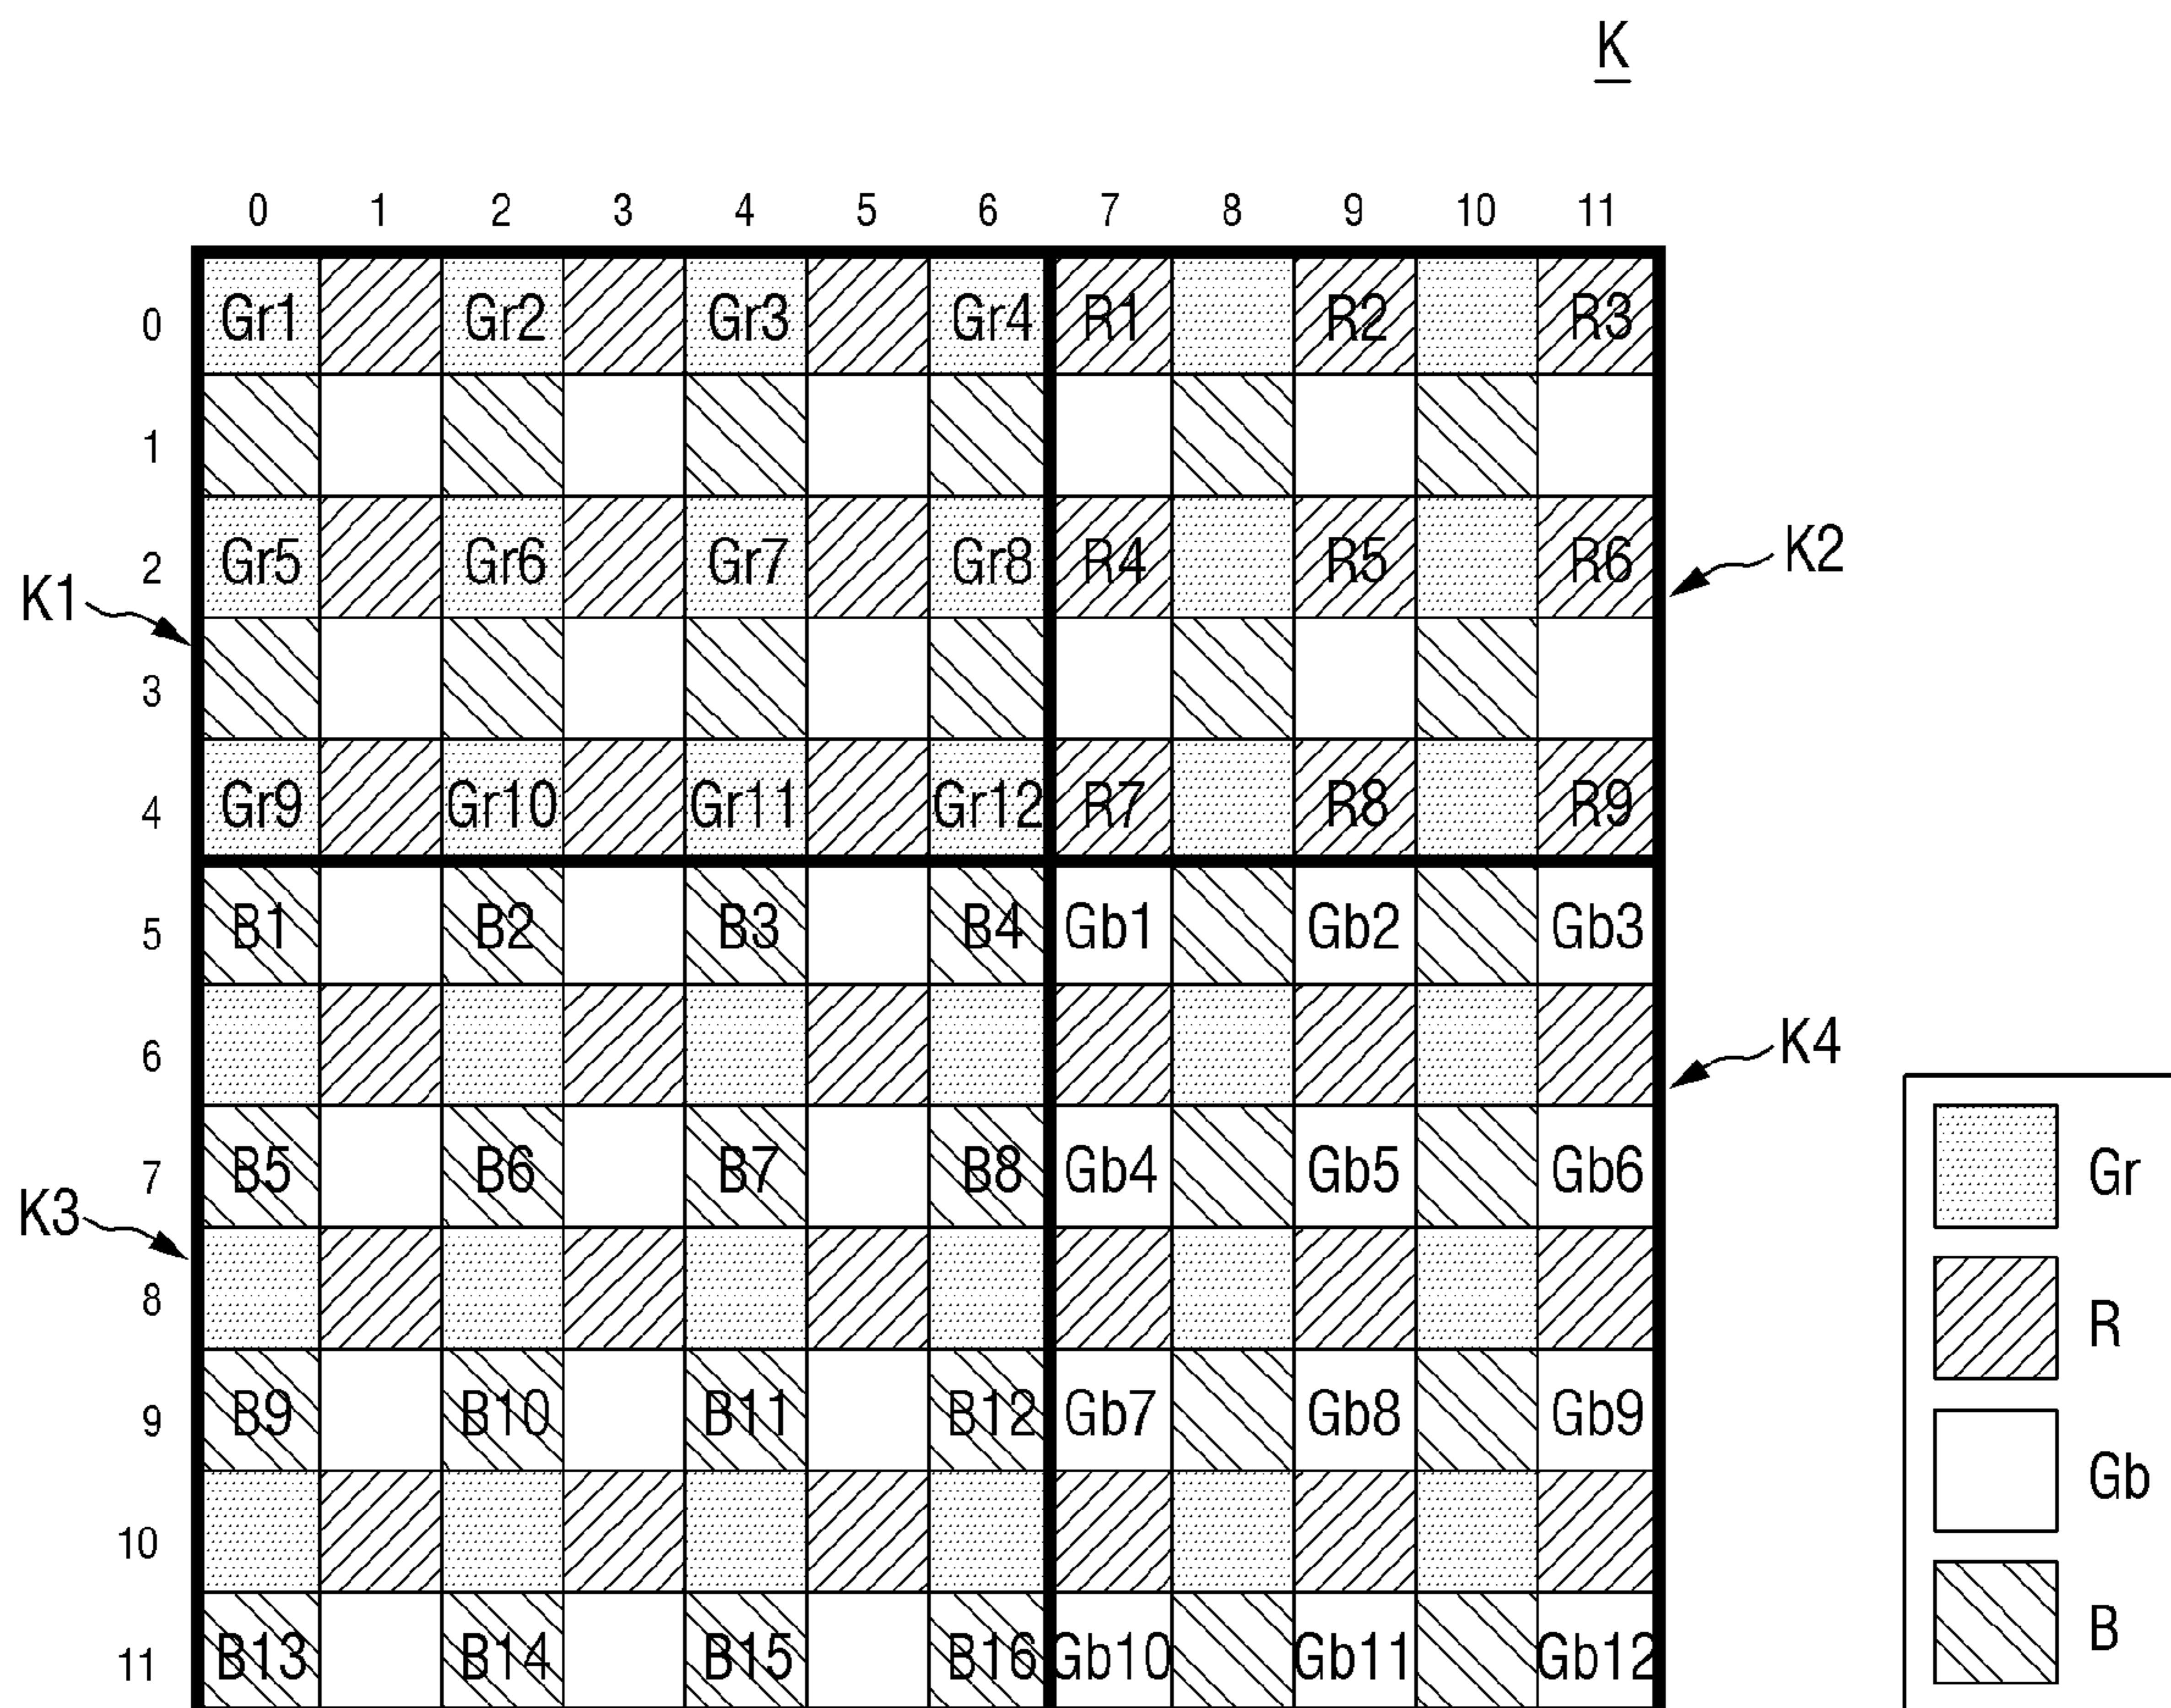 K
0 1 2 3 4 5 6 7 8 9 10 11
0 Gr1 Gr2 Gr3 Gr4 R1 R2 R3
1
2 Gr5 Gr6 Gr7 Gr8 R4 R5 R6
K2
K1
3
4 Gr9 Gr10 Gr11 Gr12 R7 R8 R9
5 B1 B2 B3 B4 Gb1 Gb2 Gb3
6
K4
7 B5 B6 B7 B8 Gb4 Gb5 Gb6
Gr
K3
8
R
9 B9 B10 B11 B12 Gb7 Gb8 Gb9
Gb
10
11 B13 B14 B15 B16 Gb10 Gb11 Gb12
B